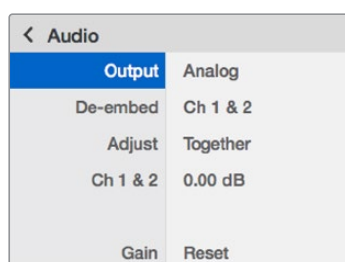 < Audio
Output Analog
De-embed Ch 1 & 2
Adjust Together
Ch 1 & 2 0.00 dB
Gain Reset